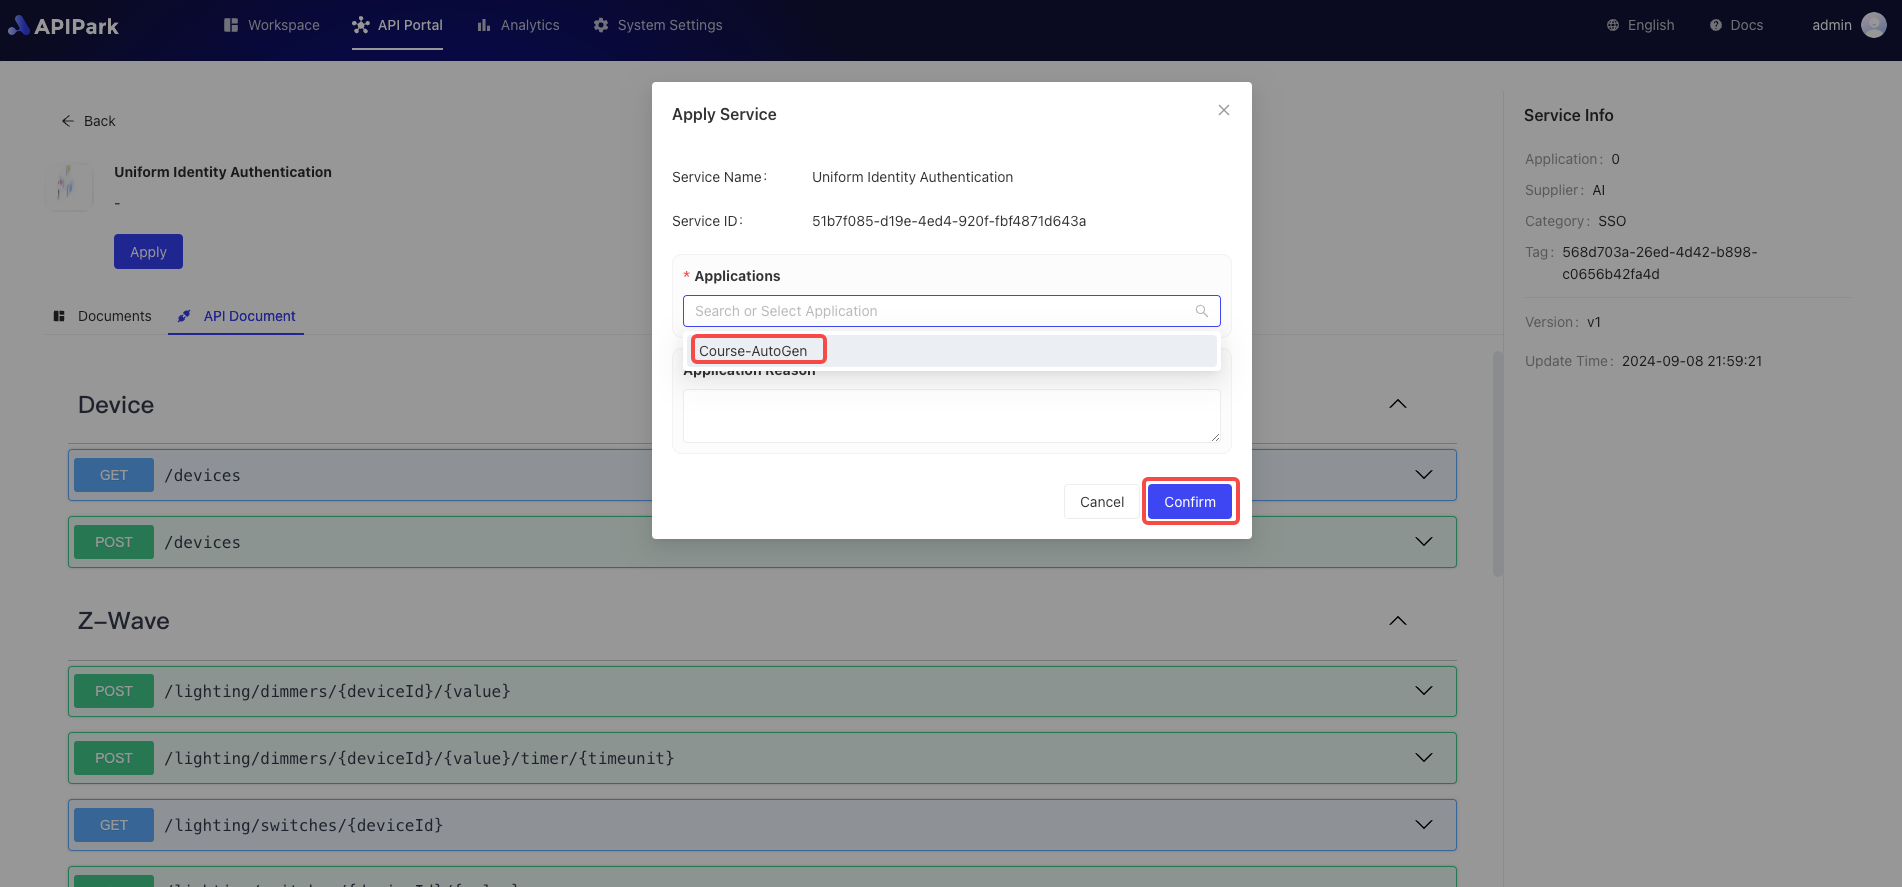 APIPark
Workspace
API Portal
Analytics
System Settings
English
Docs
admin
Back
Uniform Identity Authentication
-
Apply
Documents
API Document
Device
GET /devices
POST /devices
Z-Wave
POST /lighting/dimmers/{deviceId}/{value}
POST /lighting/dimmers/{deviceId}/{value}/timer/{timeunit}
GET /lighting/switches/{deviceId}
Apply Service
Service Name: Uniform Identity Authentication
Service ID: 51b7f085-d19e-4ed4-920f-fbf4871d643a
* Applications
Search or Select Application
Course-AutoGen
Application Reason
Cancel
Confirm
Service Info
Application: 0
Supplier: AI
Category: SSO
Tag: 568d703a-26ed-4d42-b898-
c0656b42fa4d
Version: v1
Update Time: 2024-09-08 21:59:21